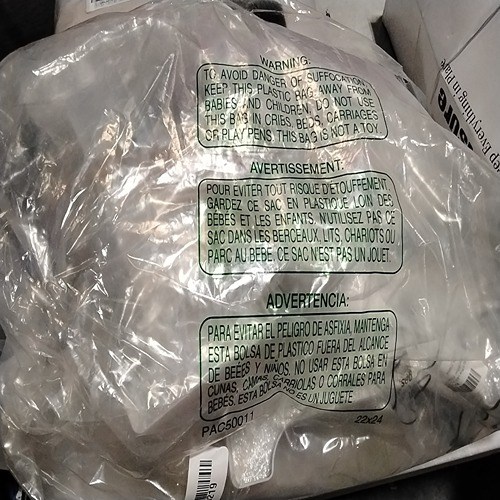 WARNING:
TO AVOID DANGER OF SUFFOCATION,
KEEP THIS PLASTIC BAG AWAY FROM
BABIES AND CHILDREN. DO NOT USE
THIS BAG IN CRIBS, BEDS, CARRIAGES
OR PLAY PENS. THIS BAG IS NOT A TOY.
AVERTISSEMENT:
POUR EVITER TOUT RISQUE D'ETOUFFEMENT,
GARDEZ CE SAC EN PLASTIQUE LOIN DES
BEBES ET LES ENFANTS. N'UTILISEZ PAS CE
SAC DANS LES BERCEAUX, LITS, CHARIOTS OU
PARC AU BEBE. CE SAC N'EST PAS UN JOUET.
ADVERTENCIA:
PARA EVITAR EL PELIGRO DE ASFIXIA, MANTENGA
ESTA BOLSA DE PLASTICO FUERA DEL ALCANCE
DE BEBES Y NINOS. NO USAR ESTA BOLSA EN
CUNAS, CAMAS, CARRIOLAS O CORRALES PARA
BEBES. ESTA BOLSA NO ES UN JUGUETE
PAC50011
22x24
Everything in Place